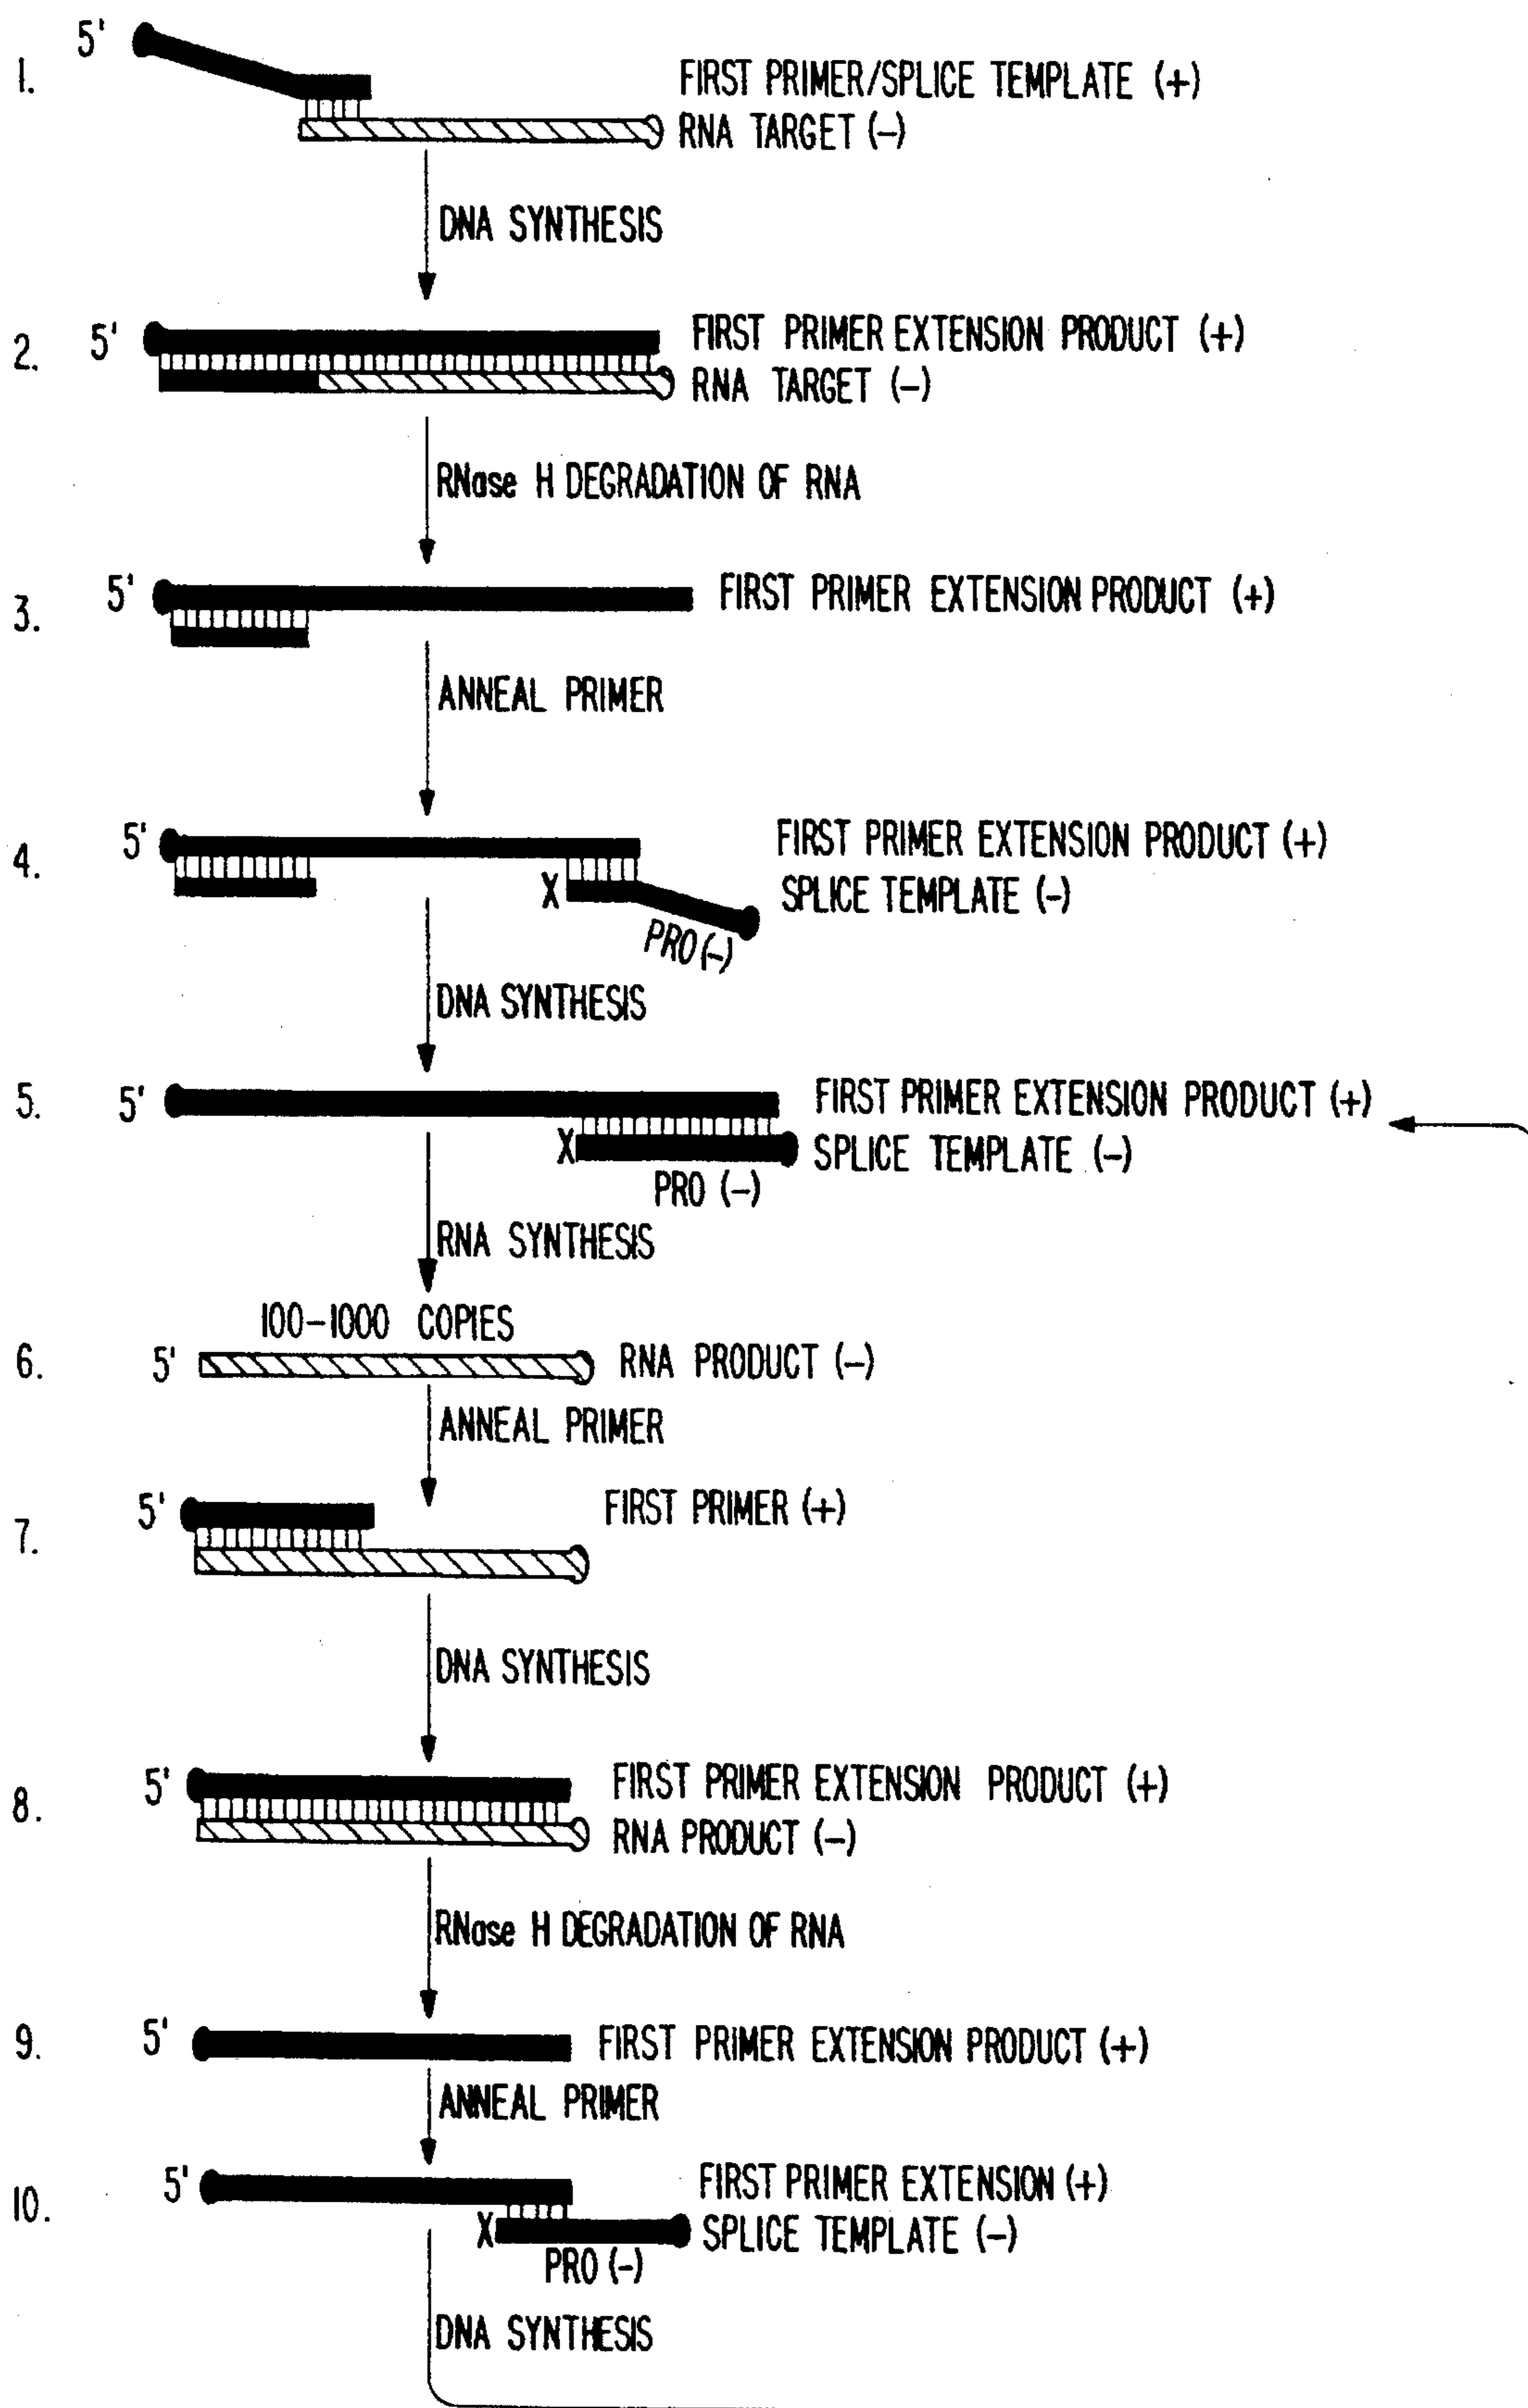 5'
1.
FIRST PRIMER/SPLICE TEMPLATE (+)
RNA TARGET (-)
DNA SYNTHESIS
2.
5'
FIRST PRIMER EXTENSION PRODUCT (+)
RNA TARGET (-)
RNase H DEGRADATION OF RNA
3.
5'
FIRST PRIMER EXTENSION PRODUCT (+)
ANNEAL PRIMER
4.
5'
FIRST PRIMER EXTENSION PRODUCT (+)
X
SPLICE TEMPLATE (-)
PRO (-)
DNA SYNTHESIS
5.
5'
FIRST PRIMER EXTENSION PRODUCT (+)
X
SPLICE TEMPLATE (-)
PRO (-)
RNA SYNTHESIS
100-1000 COPIES
6.
5'
RNA PRODUCT (-)
ANNEAL PRIMER
7.
5'
FIRST PRIMER (+)
DNA SYNTHESIS
8.
5'
FIRST PRIMER EXTENSION PRODUCT (+)
RNA PRODUCT (-)
RNase H DEGRADATION OF RNA
9.
5'
FIRST PRIMER EXTENSION PRODUCT (+)
ANNEAL PRIMER
10.
5'
FIRST PRIMER EXTENSION (+)
X
SPLICE TEMPLATE (-)
PRO (-)
DNA SYNTHESIS